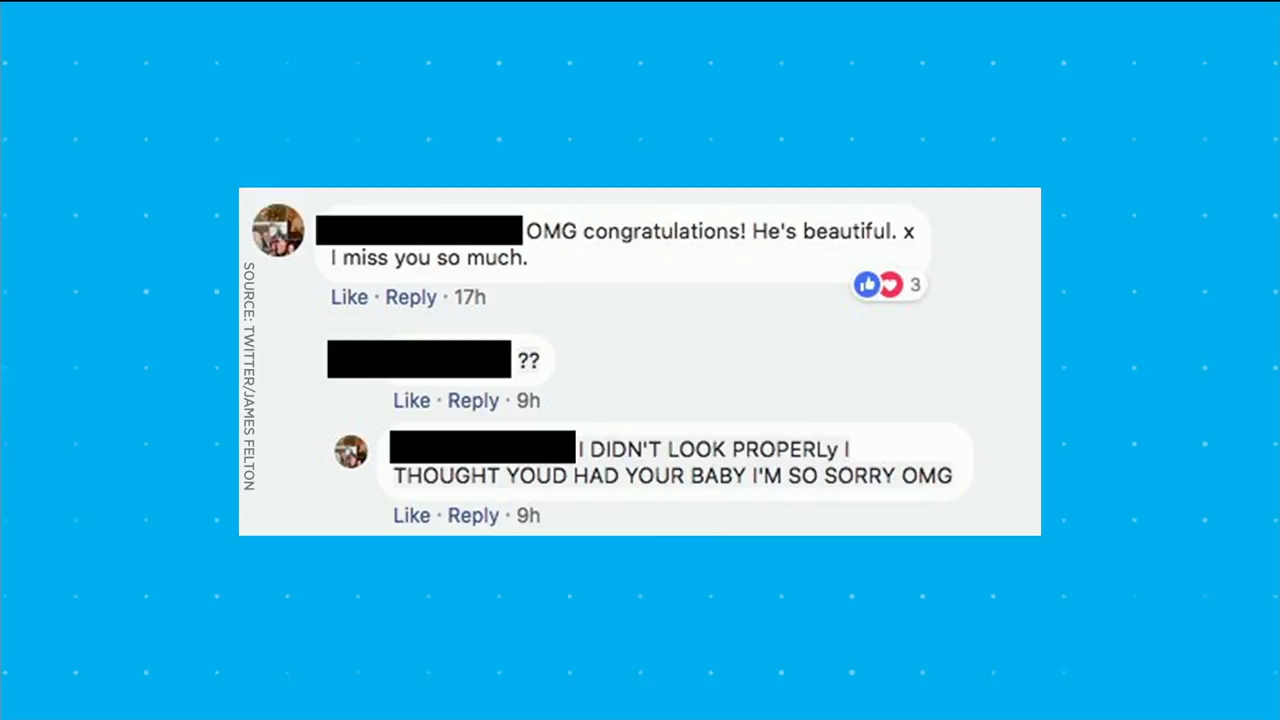 OMG congratulations! He's beautiful. x
I miss you so much.
3
Like · Reply · 17h
??
Like · Reply · 9h
I DIDN'T LOOK PROPERLy I
THOUGHT YOUD HAD YOUR BABY I'M SO SORRY OMG
Like · Reply · 9h
SOURCE: TWITTER/JAMES FELTON